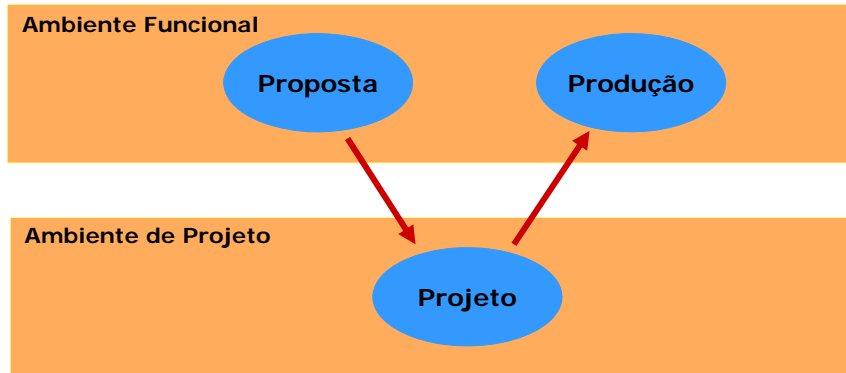 Ambiente Funcional
Proposta
Produção
Ambiente de Projeto
Projeto